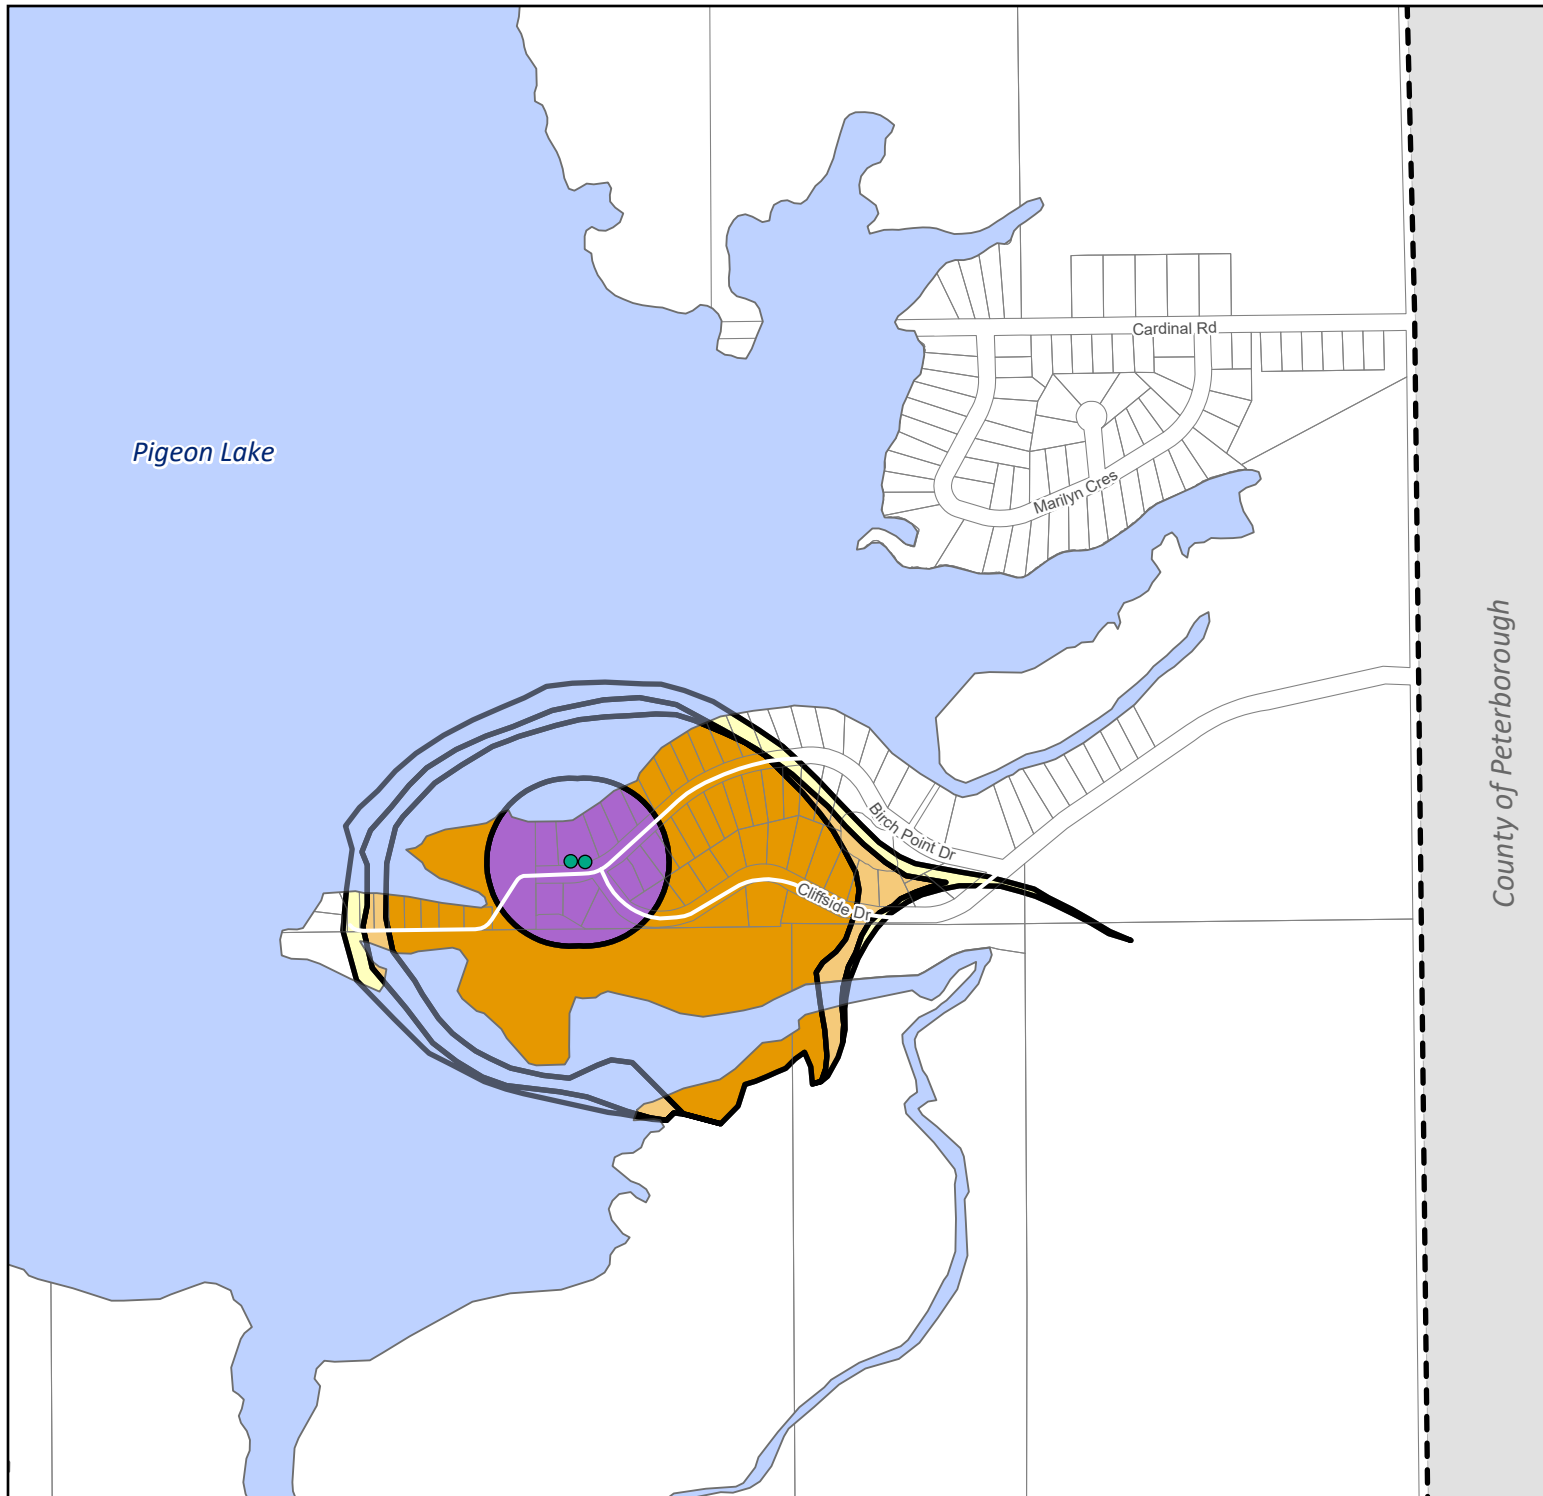 Cardinal Rd
Pigeon Lake
Marilyn Cres
County of Peterborough
Birch Point Dr
Cliffside Dr